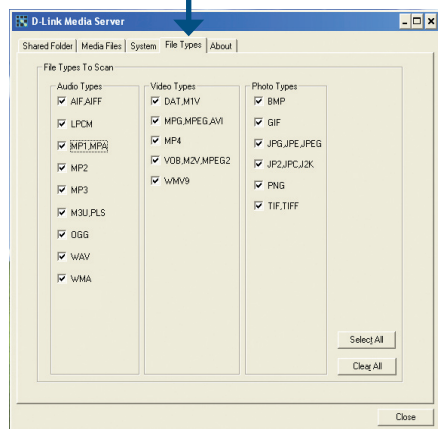 D-Link Media Server
Shared Folder Media Files System File Types About
File Types To Scan
Audio Types
AIF,AIFF
LPCM
MP1,MPA
MP2
MP3
M3U,PLS
OGG
WAV
WMA
Video Types
DAT,M1V
MPG,MPEG,AVI
MP4
VOB,M2V,MPEG2
WMV9
Photo Types
BMP
GIF
JPG,JPE,JPEG
JP2,JPC,J2K
PNG
TIF,TIFF
Select All
Clear All
Close